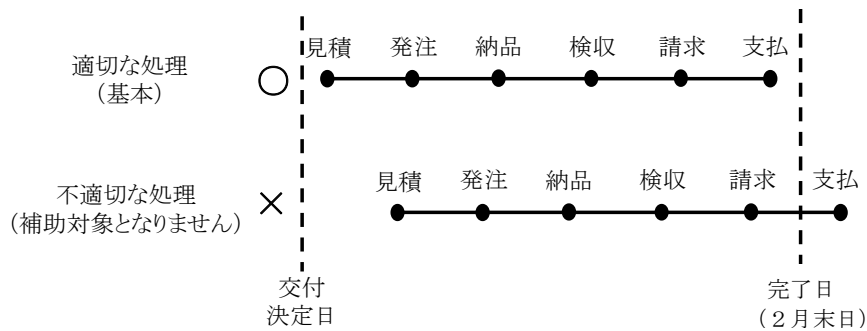 見積 発注 納品 検収 請求 支払
適切な処理
(基本)
○
見積 発注 納品 検収 請求 支払
不適切な処理
(補助対象となりません)
×
交付
決定日
完了日
(2月末日)